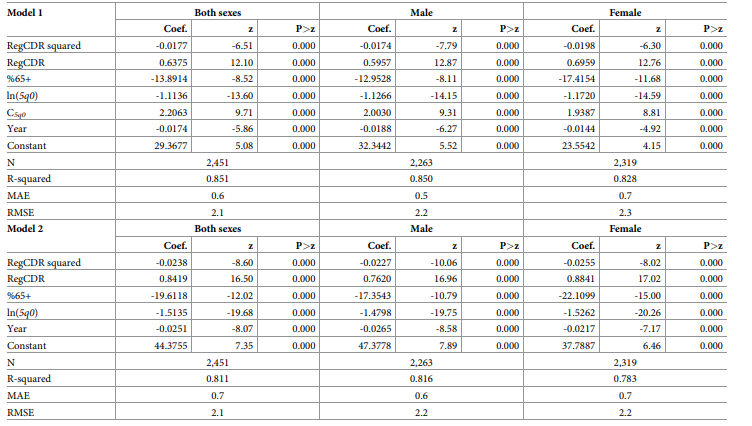 Model 1 Both sexes Male Female
Coef. z P>z Coef. z P>z Coef. z P>z
RegCDR squared -0.0177 -6.51 0.000 -0.0174 -7.79 0.000 -0.0198 -6.30 0.000
RegCDR 0.6375 12.10 0.000 0.5957 12.87 0.000 0.6959 12.76 0.000
%65+ -13.8914 -8.52 0.000 -12.9528 -8.11 0.000 -17.4154 -11.68 0.000
ln(5q0) -1.1136 -13.60 0.000 -1.1266 -14.15 0.000 -1.1720 -14.59 0.000
C5q0 2.2063 9.71 0.000 2.0030 9.31 0.000 1.9387 8.81 0.000
Year -0.0174 -5.86 0.000 -0.0188 -6.27 0.000 -0.0144 -4.92 0.000
Constant 29.3677 5.08 0.000 32.3442 5.52 0.000 23.5542 4.15 0.000
N 2,451 2,263 2,319
R-squared 0.851 0.850 0.828
MAE 0.6 0.5 0.7
RMSE 2.1 2.2 2.3
Model 2 Both sexes Male Female
Coef. z P>z Coef. z P>z Coef. z P>z
RegCDR squared -0.0238 -8.60 0.000 -0.0227 -10.06 0.000 -0.0255 -8.02 0.000
RegCDR 0.8419 16.50 0.000 0.7620 16.96 0.000 0.8841 17.02 0.000
%65+ -19.6118 -12.02 0.000 -17.3543 -10.79 0.000 -22.1099 -15.00 0.000
ln(5q0) -1.5135 -19.68 0.000 -1.4798 -19.75 0.000 -1.5262 -20.26 0.000
Year -0.0251 -8.07 0.000 -0.0265 -8.58 0.000 -0.0217 -7.17 0.000
Constant 44.3755 7.35 0.000 47.3778 7.89 0.000 37.7887 6.46 0.000
N 2,451 2,263 2,319
R-squared 0.811 0.816 0.783
MAE 0.7 0.6 0.7
RMSE 2.1 2.2 2.2